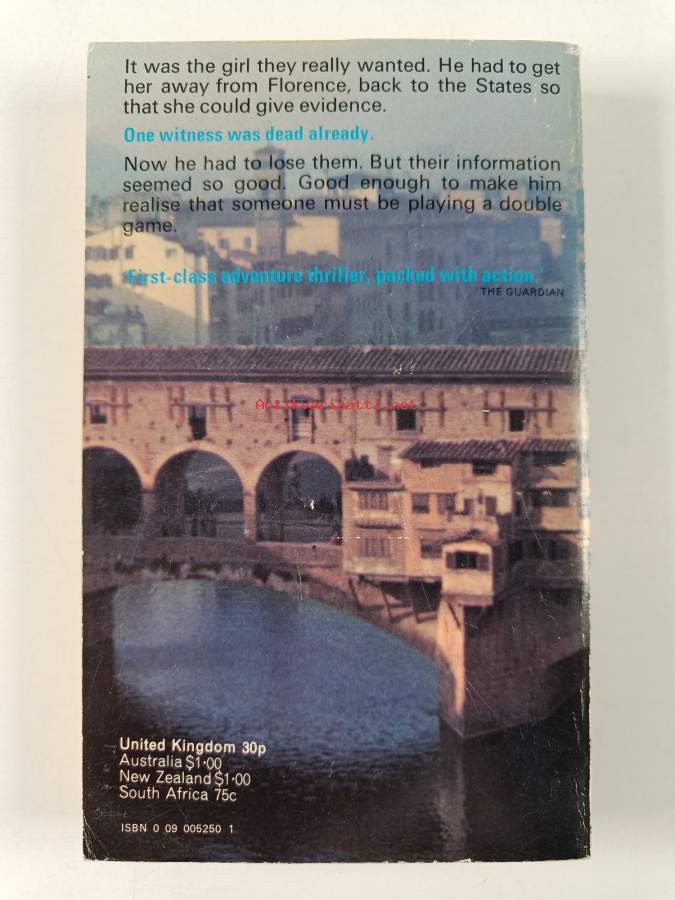 It was the girl they really wanted. He had to get
her away from Florence, back to the States so
that she could give evidence.
One witness was dead already.
Now he had to lose them. But their information
seemed so good. Good enough to make him
realise that someone must be playing a double
game.
'First-class adventure thriller, packed with action.'
THE GUARDIAN
Antikvariaatti.net
United Kingdom 30p
Australia $1·00
New Zealand $1·00
South Africa 75c
ISBN 0 09 005250 1